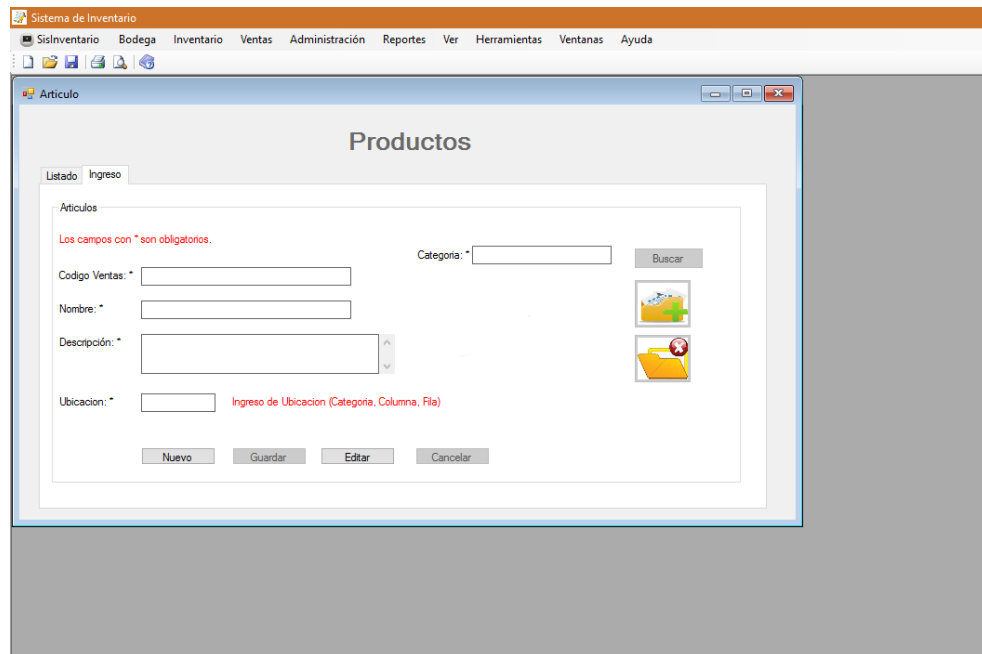 Sistema de Inventario
SisInventario Bodega Inventario Ventas Administración Reportes Ver Herramientas Ventanas Ayuda
Articulo
Productos
Listado Ingreso
Articulos
Los campos con * son obligatorios.
Categoria: * Buscar
Codigo Ventas: *
Nombre: *
Descripción: *
Ubicacion: * Ingreso de Ubicacion (Categoria, Columna, Fila)
Nuevo Guardar Editar Cancelar